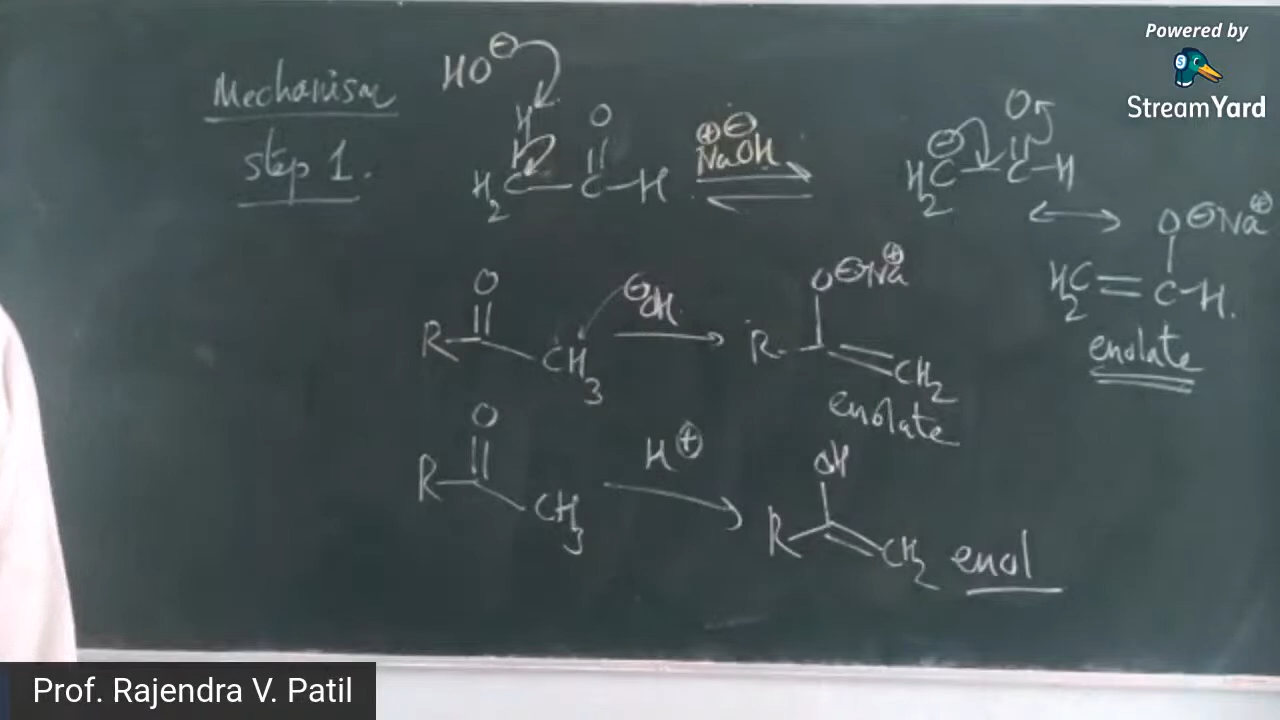 Powered by
StreamYard
Mechanism
step 1.
HO⊖
H O
H2C—C—H
⊕ ⊖
NaOH
⊖ O
H2C—C—H
O⊖Na⊕
H2C=C—H.
enolate
O
R CH3
⊖OH
O⊖Na⊕
R CH2
enolate
O
R CH3
H⊕
OH
R CH2 enol
Prof. Rajendra V. Patil